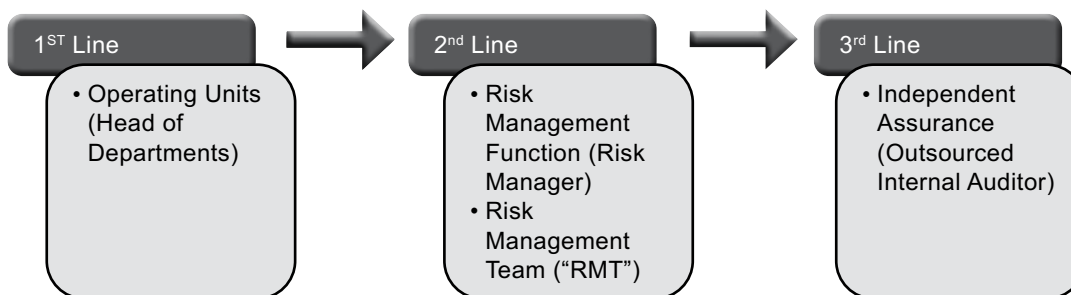 1ST Line
• Operating Units
(Head of
Departments)
2nd Line
• Risk
Management
Function (Risk
Manager)
• Risk
Management
Team (“RMT”)
3rd Line
• Independent
Assurance
(Outsourced
Internal Auditor)